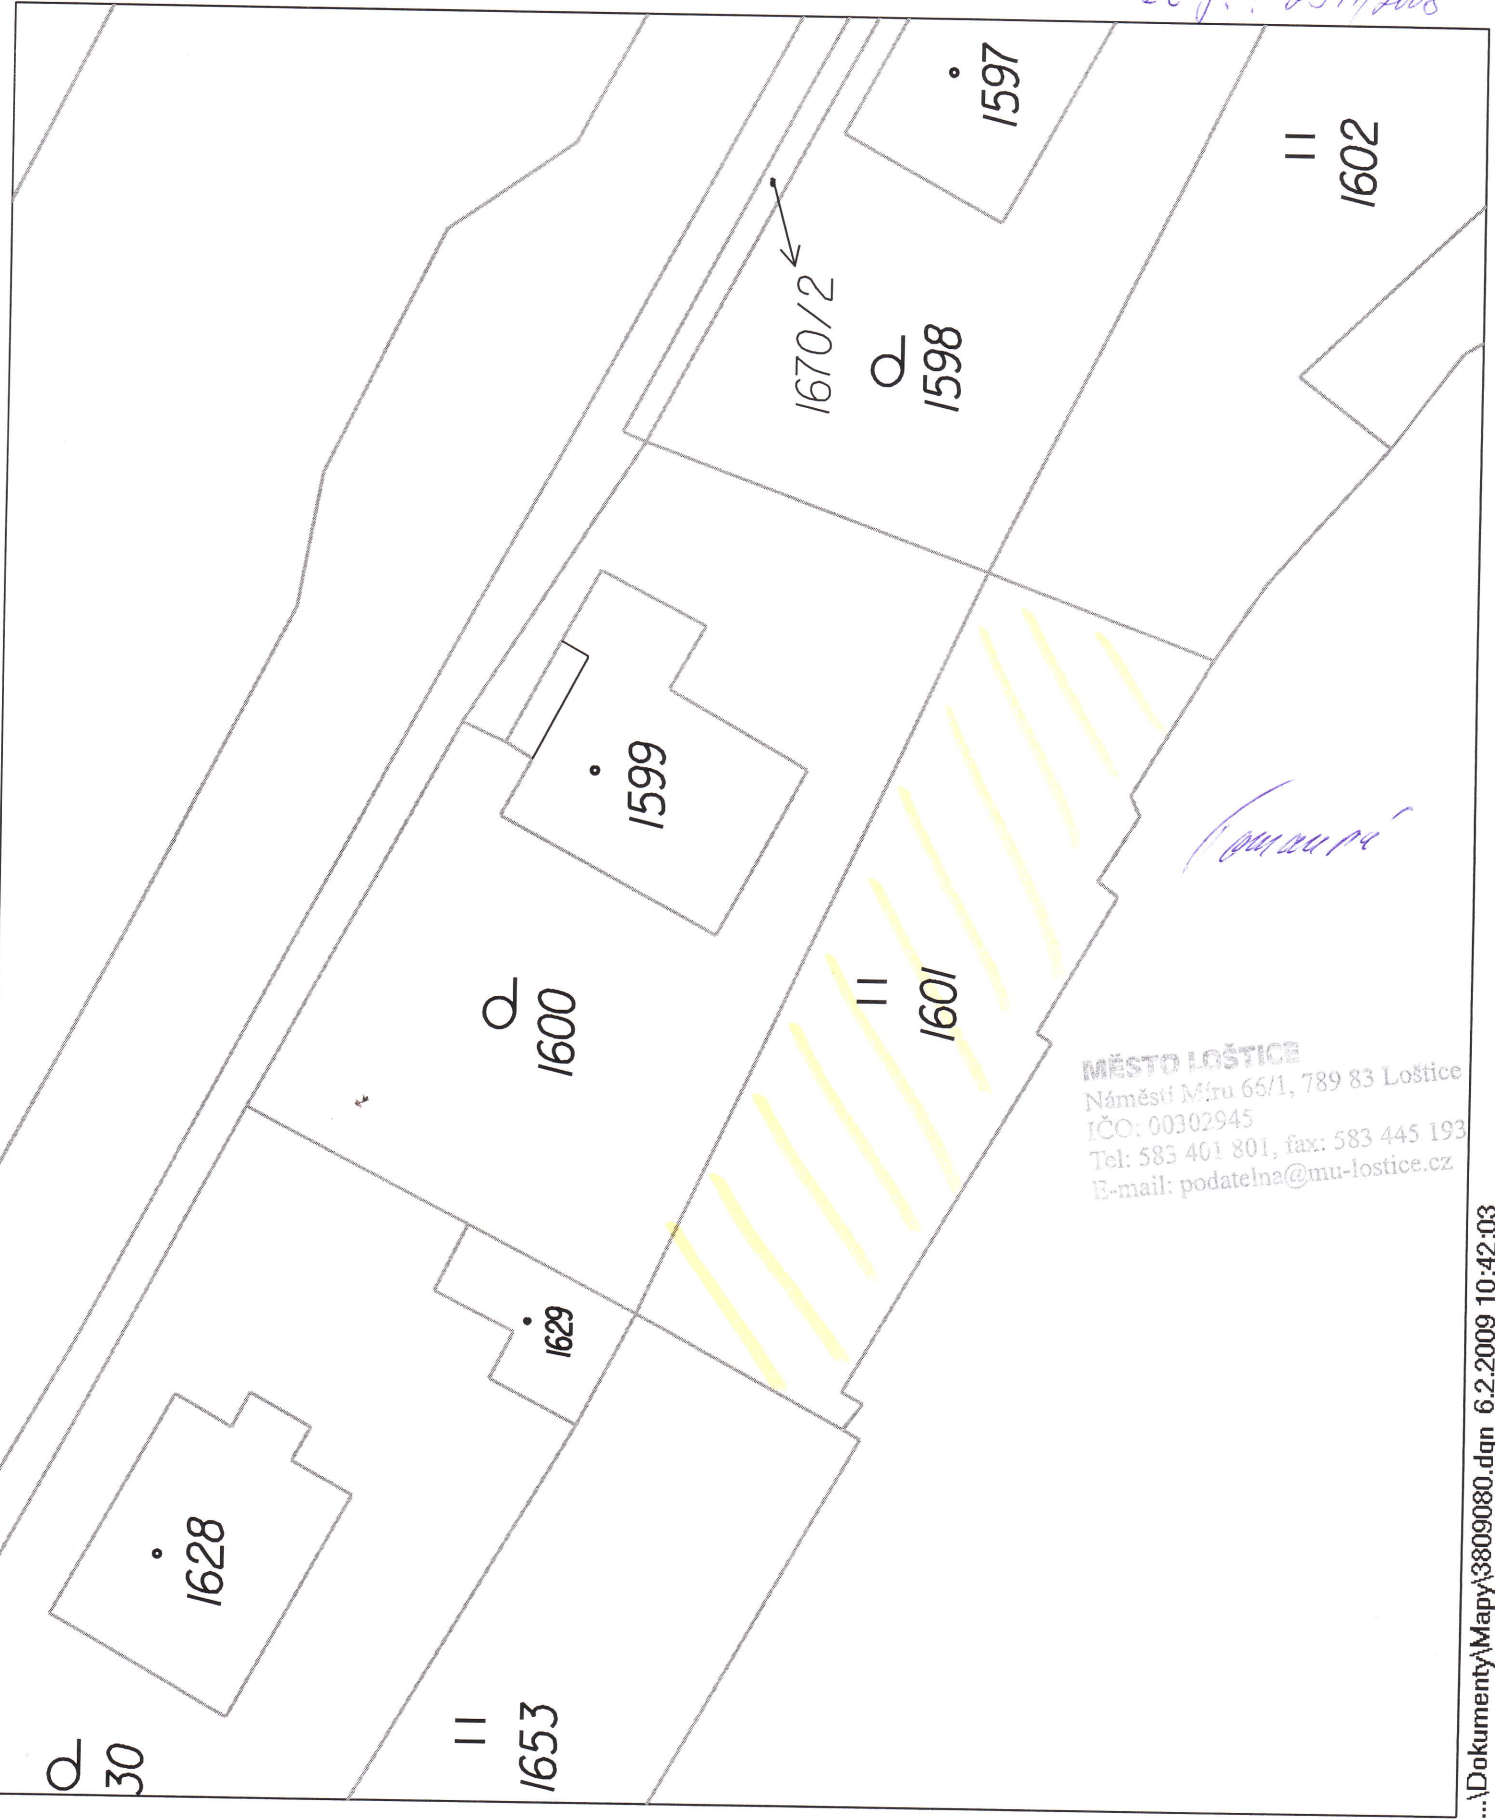 1597
1602
1670/2
1598
1599
1600
1601
1629
1628
30
1653
MĚSTO LOŠTICE
Náměstí Míru 66/1, 789 83 Loštice
IČO: 00302945
Tel: 583 401 801, fax: 583 445 193
E-mail: podatelna@mu-lostice.cz
...\Dokumenty\Mapy\3809080.dgn 6.2.2009 10:42:03